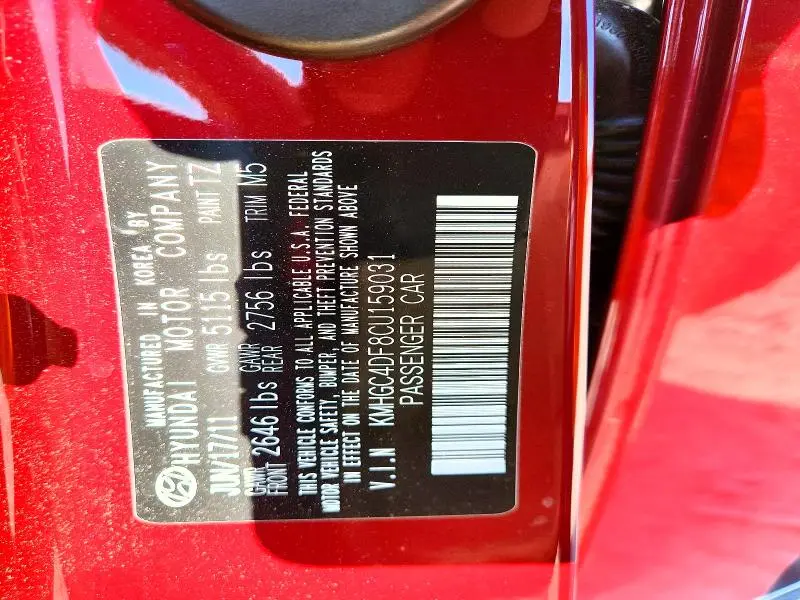 MANUFACTURED IN KOREA BY
HYUNDAI MOTOR COMPANY
JUN/17/11 GVWR 5115 lbs PAINT TZ
GAWR FRONT 2646 lbs GAWR REAR 2756 lbs TRIM M5
THIS VEHICLE CONFORMS TO ALL APPLICABLE U.S.A. FEDERAL
MOTOR VEHICLE SAFETY, BUMPER, AND THEFT PREVENTION STANDARDS
IN EFFECT ON THE DATE OF MANUFACTURE SHOWN ABOVE
V.I.N KMHGC4DF8CU159031
PASSENGER CAR